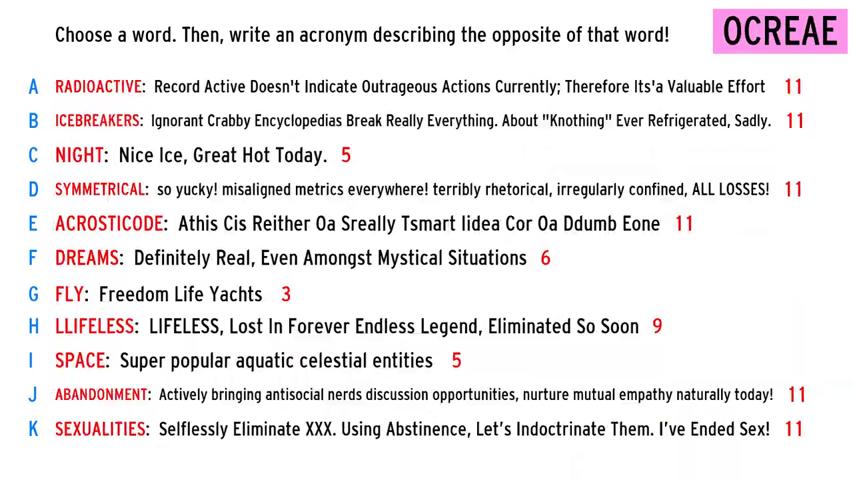 Choose a word. Then, write an acronym describing the opposite of that word!
OCREAE
A RADIOACTIVE: Record Active Doesn't Indicate Outrageous Actions Currently; Therefore Its'a Valuable Effort 11
B ICEBREAKERS: Ignorant Crabby Encyclopedias Break Really Everything. About "Knothing" Ever Refrigerated, Sadly. 11
C NIGHT: Nice Ice, Great Hot Today. 5
D SYMMETRICAL: so yucky! misaligned metrics everywhere! terribly rhetorical, irregularly confined, ALL LOSSES! 11
E ACROSTICODE: Athis Cis Reither Oa Sreally Tsmart Iidea Cor Oa Ddumb Eone 11
F DREAMS: Definitely Real, Even Amongst Mystical Situations 6
G FLY: Freedom Life Yachts 3
H LLIFELESS: LIFELESS, Lost In Forever Endless Legend, Eliminated So Soon 9
I SPACE: Super popular aquatic celestial entities 5
J ABANDONMENT: Actively bringing antisocial nerds discussion opportunities, nurture mutual empathy naturally today! 11
K SEXUALITIES: Selflessly Eliminate XXX. Using Abstinence, Let's Indoctrinate Them. I've Ended Sex! 11